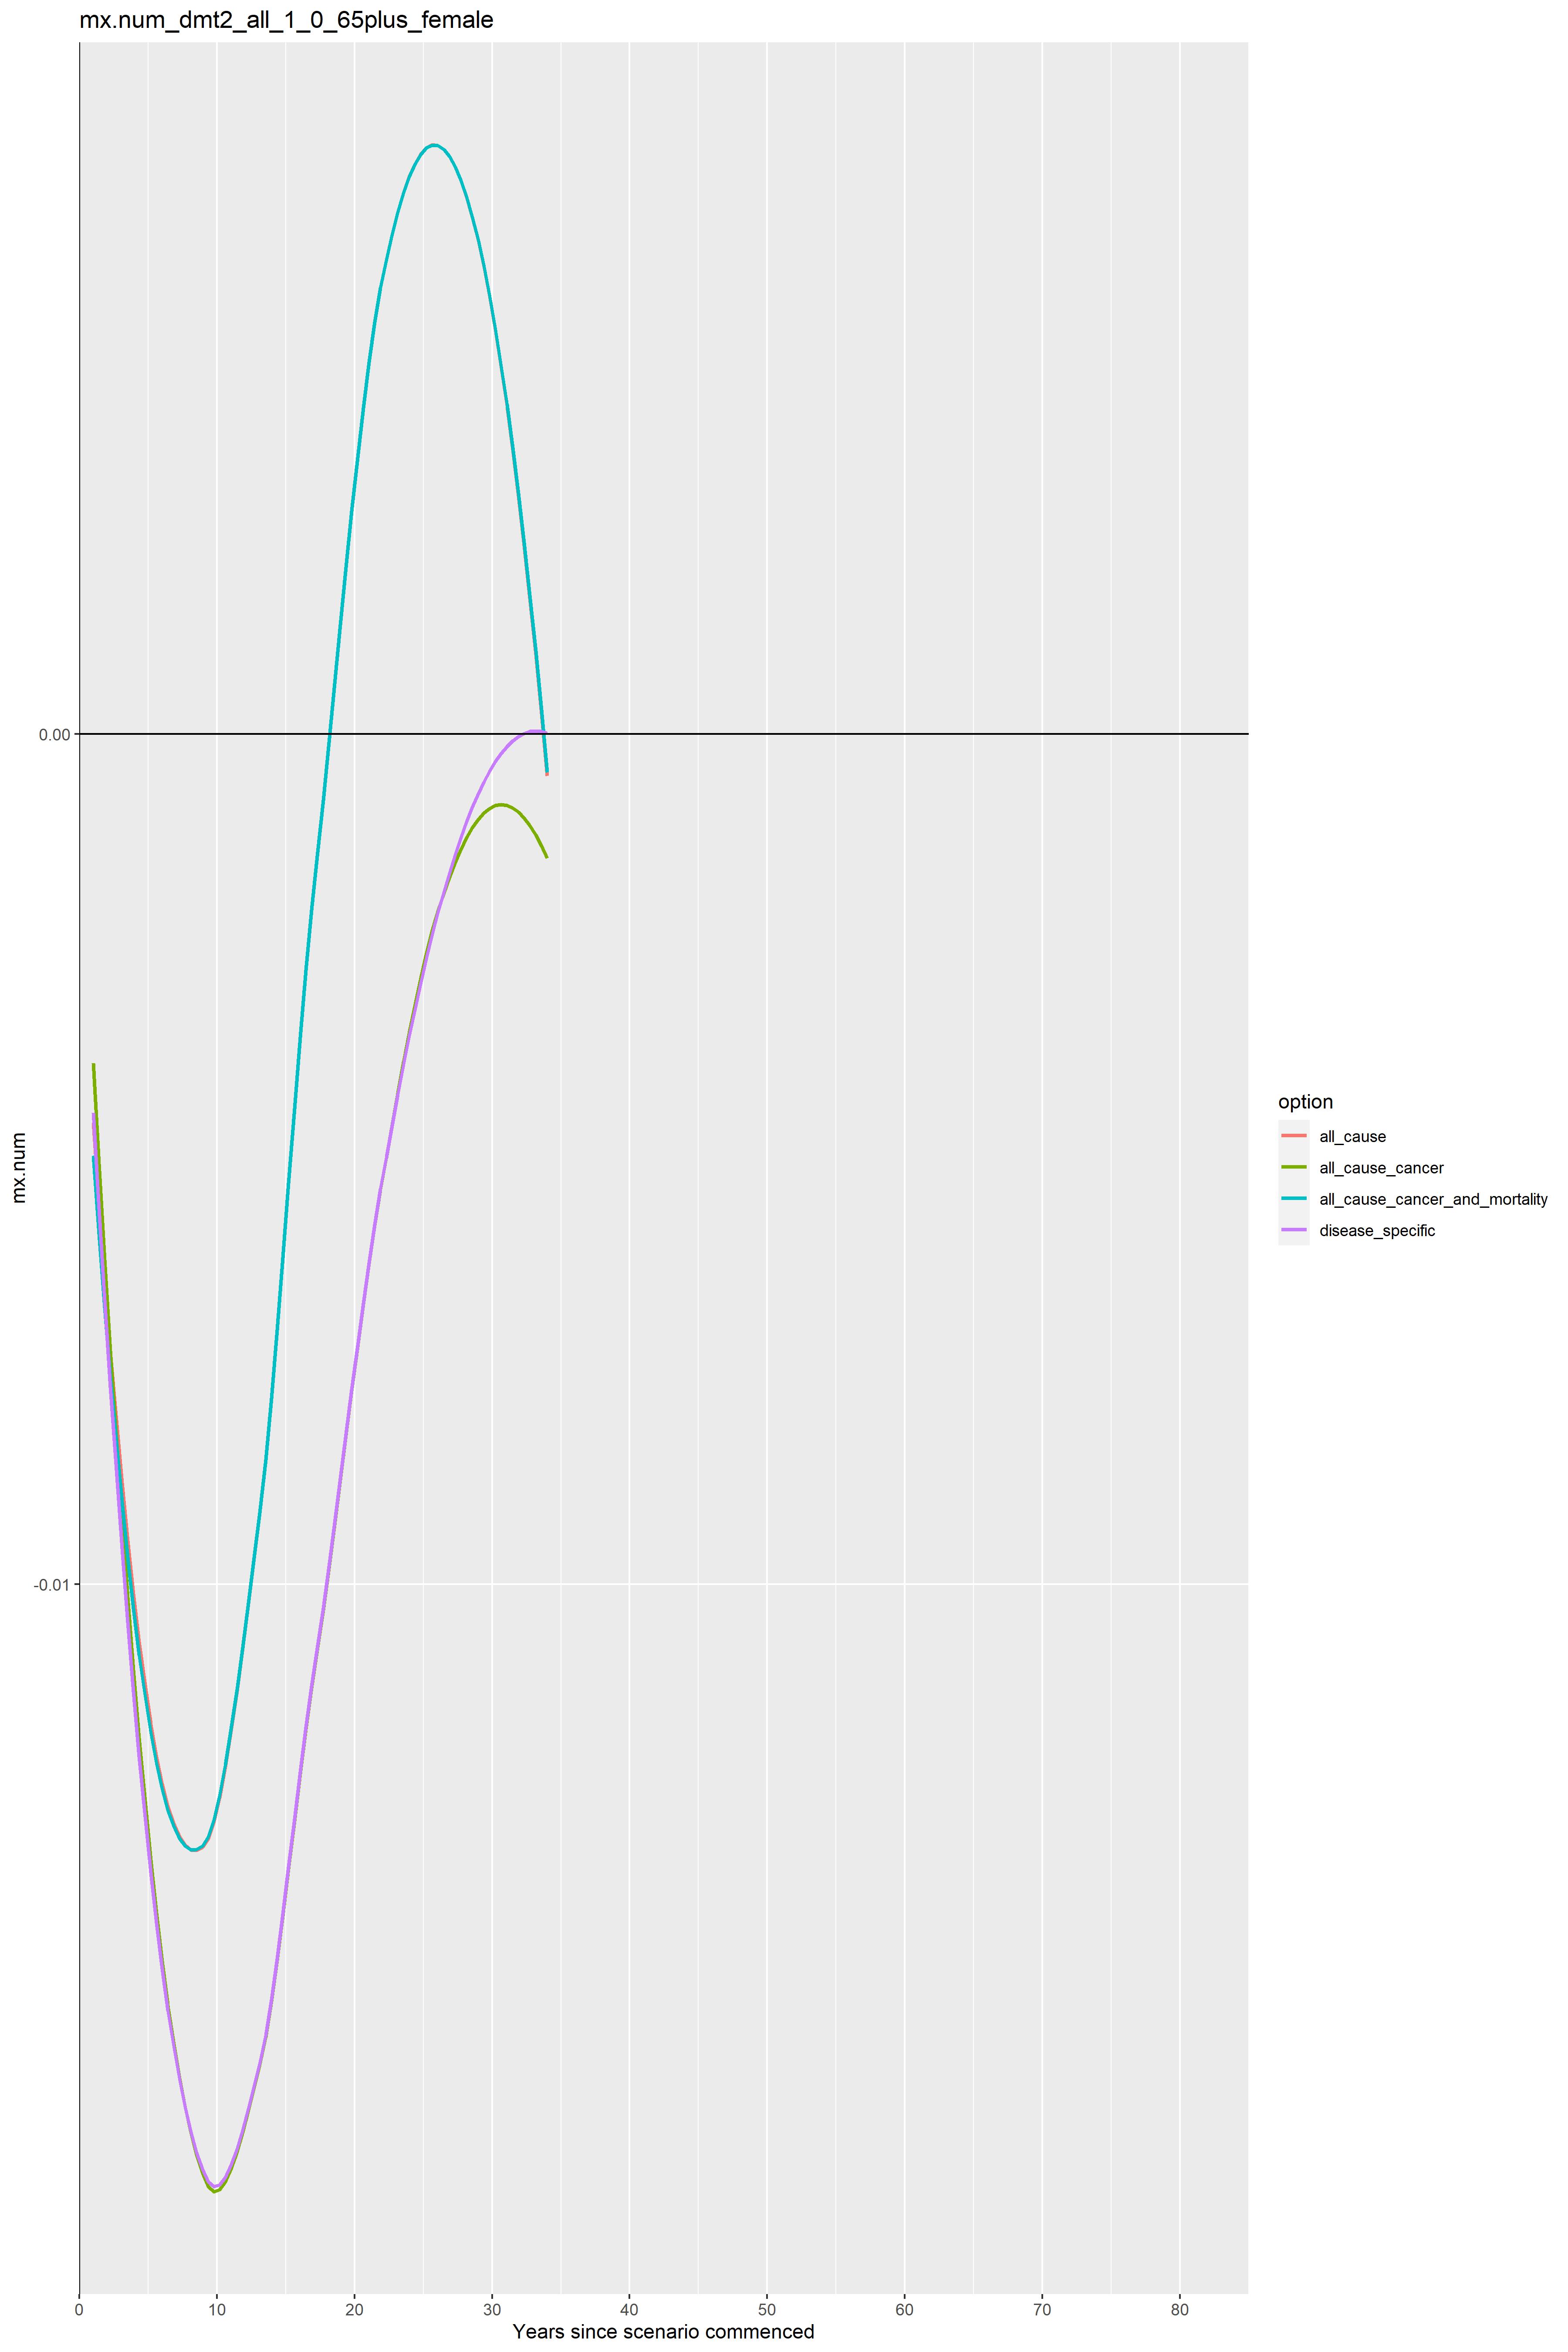 mx.num_dmt2_all_1_0_65plus_female
mx.num
0.00
-0.01
0 10 20 30 40 50 60 70 80
Years since scenario commenced
option
all_cause
all_cause_cancer
all_cause_cancer_and_mortality
disease_specific